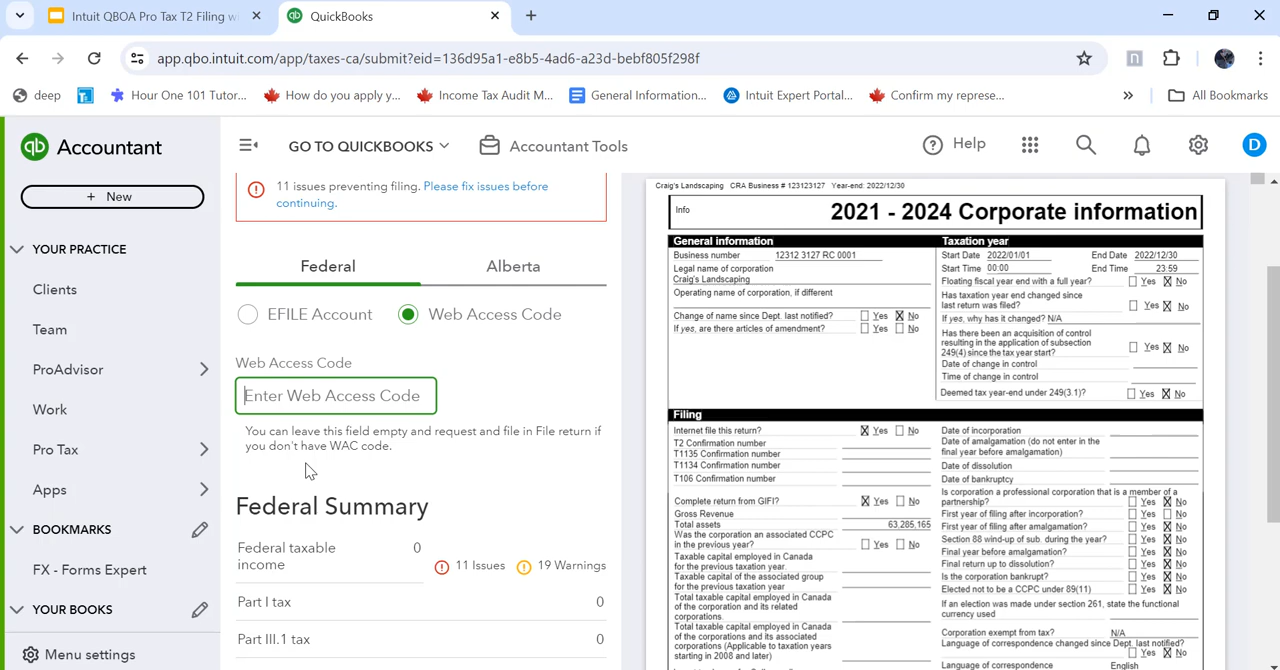 Intuit QBOA Pro Tax T2 Filing w
QuickBooks
app.qbo.intuit.com/app/taxes-ca/submit?eid=136d95a1-e8b5-4ad6-a23d-bebf805f298f
deep
Hour One 101 Tutor...
How do you apply y...
Income Tax Audit M...
General Information...
Intuit Expert Portal...
Confirm my represe...
All Bookmarks
qb Accountant
GO TO QUICKBOOKS
Accountant Tools
Help
D
+ New
YOUR PRACTICE
Clients
Team
ProAdvisor
Work
Pro Tax
Apps
BOOKMARKS
FX - Forms Expert
YOUR BOOKS
Menu settings
11 issues preventing filing. Please fix issues before
continuing.
Federal
Alberta
EFILE Account
Web Access Code
Web Access Code
Enter Web Access Code
You can leave this field empty and request and file in File return if
you don't have WAC code.
Federal Summary
Federal taxable
income
0
11 Issues
19 Warnings
Part I tax
0
Part III.1 tax
0
Craig's Landscaping CRA Business # 123123127 Year-end: 2022/12/30
Info
2021 - 2024 Corporate information
General information
Business number 12312 3127 RC 0001
Legal name of corporation
Craig's Landscaping
Operating name of corporation, if different
Change of name since Dept. last notified? Yes X No
If yes, are there articles of amendment? Yes No
Taxation year
Start Date 2022/01/01 End Date 2022/12/30
Start Time 00:00 End Time 23:59
Floating fiscal year end with a full year? Yes X No
Has taxation year end changed since
last return was filed? Yes X No
If yes, why has it changed? N/A
Has there been an acquisition of control
resulting in the application of subsection
249(4) since the tax year start? Yes X No
Date of change in control
Time of change in control
Deemed tax year-end under 249(3.1)? Yes X No
Filing
Internet file this return? X Yes No
T2 Confirmation number
T1135 Confirmation number
T1134 Confirmation number
T106 Confirmation number
Complete return from GIFI? X Yes No
Gross Revenue
Total assets 63,285,165
Was the corporation an associated CCPC
in the previous year? Yes No
Taxable capital employed in Canada
for the previous taxation year
Taxable capital of the associated group
for the previous taxation year
Total taxable capital employed in Canada
of the corporation and its related
corporations.
Total taxable capital employed in Canada
of the corporation and its associated
corporations (Applicable to taxation years
starting in 2008 and later)
Date of incorporation
Date of amalgamation (do not enter in the
final year before amalgamation)
Date of dissolution
Date of bankruptcy
Is corporation a professional corporation that is a member of a
partnership? Yes X No
First year of filing after incorporation? Yes X No
First year of filing after amalgamation? Yes X No
Section 88 wind-up of sub. during the year? Yes X No
Final year before amalgamation? Yes X No
Final return up to dissolution? Yes X No
Is the corporation bankrupt? Yes X No
Elected not to be a CCPC under 89(11) Yes X No
If an election was made under section 261, state the functional
currency used
Corporation exempt from tax? N/A
Language of correspondence changed since Dept. last notified?
Yes X No
Language of correspondence English